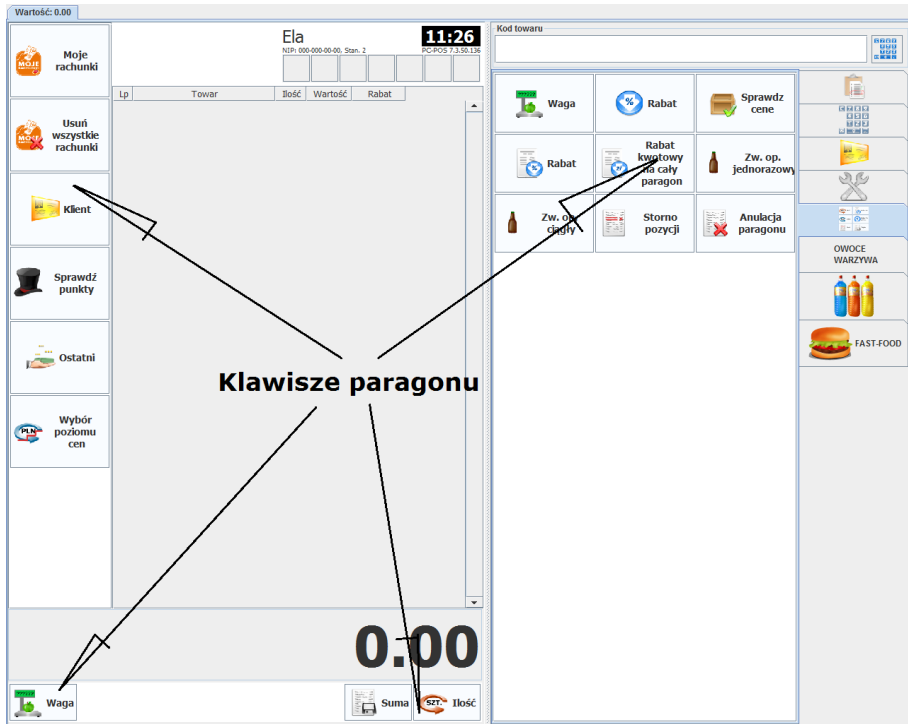 Wartość: 0.00
Moje
rachunki
Usuń
wszystkie
rachunki
Klient
Sprawdź
punkty
Ostatni
PLN
Wybór
poziomu
cen
Ela
11:26
NIP: 000-000-00-00, Stan. 2
PC-POS 7.3.50.136
Lp Towar Ilość Wartość Rabat
Klawisze paragonu
0.00
Waga
Suma
SZT.
Ilość
Kod towaru
Waga
Rabat
Sprawdz
cene
Rabat
Rabat
kwotowy
na cały
paragon
Zw. op.
jednorazowy
Zw. op.
ciągły
Storno
pozycji
Anulacja
paragonu
OWOCE
WARZYWA
FAST-FOOD